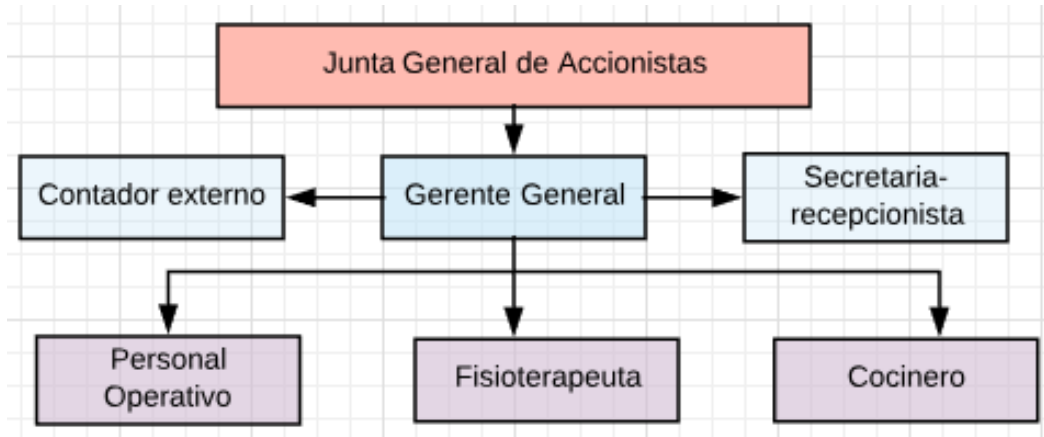 Junta General de Accionistas
Contador externo
Gerente General
Secretaria-
recepcionista
Personal
Operativo
Fisioterapeuta
Cocinero